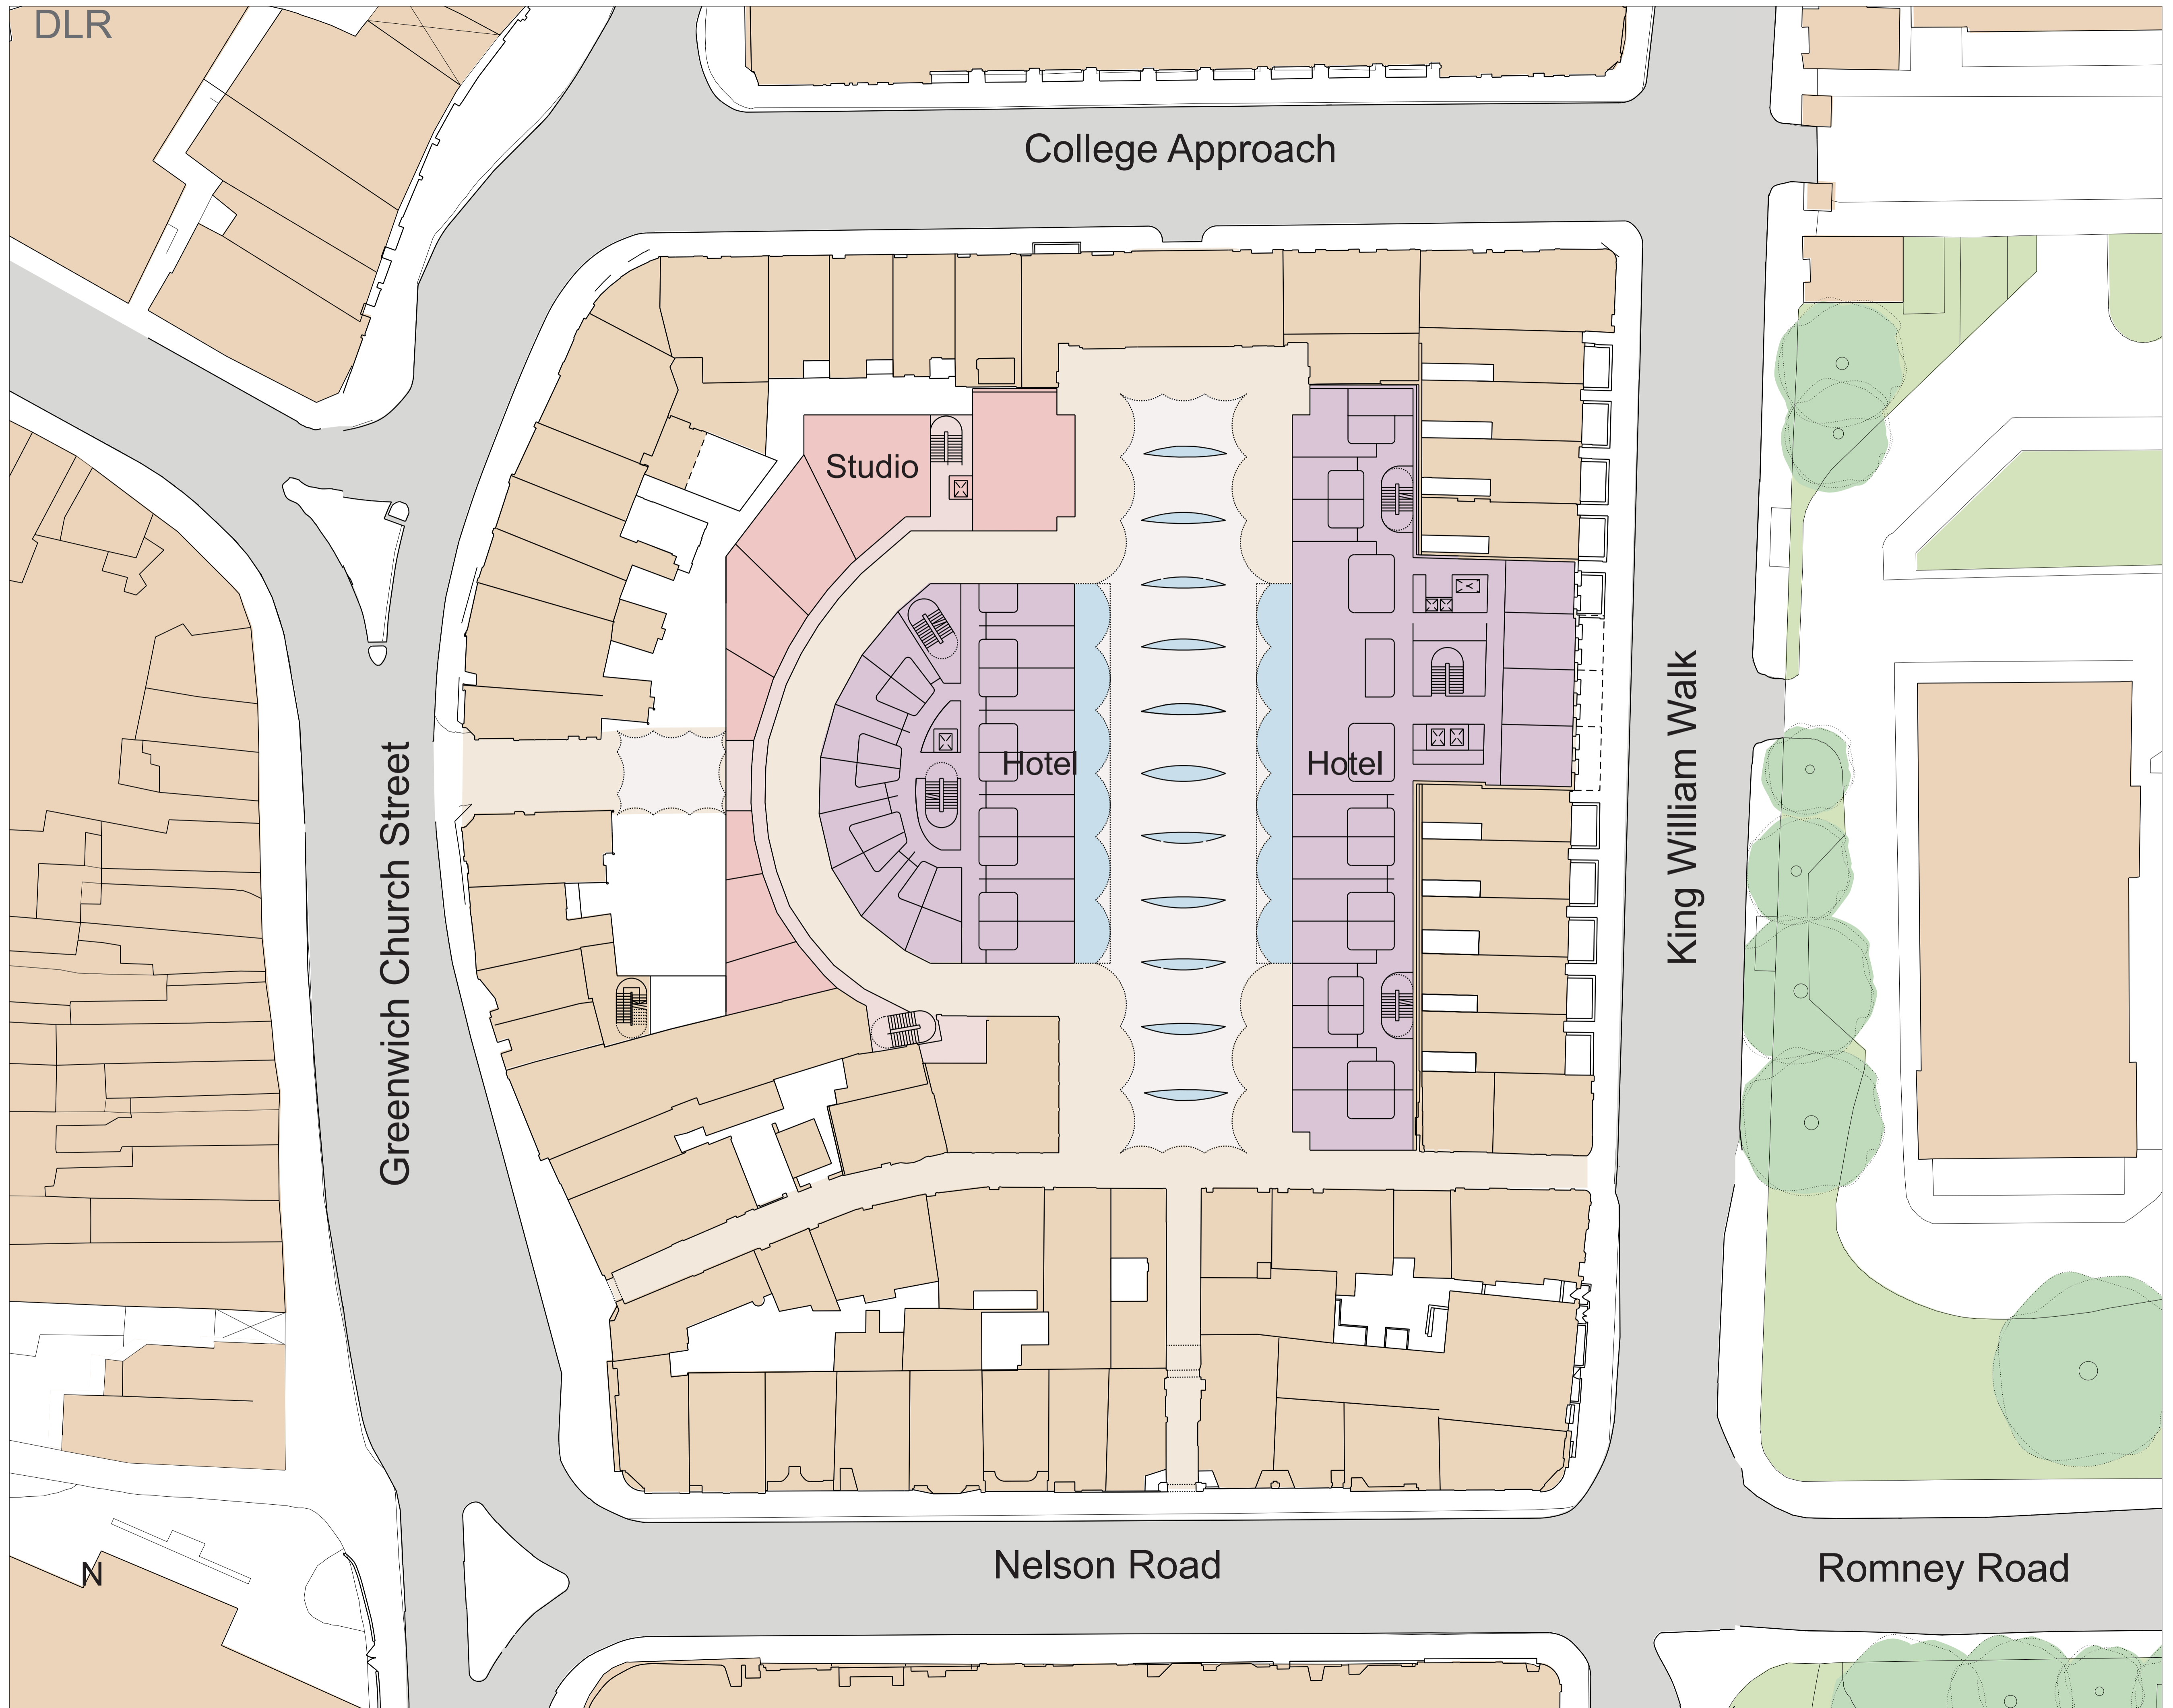 DLR
College Approach
Studio
Hotel
Hotel
Greenwich Church Street
King William Walk
Nelson Road
Romney Road
N